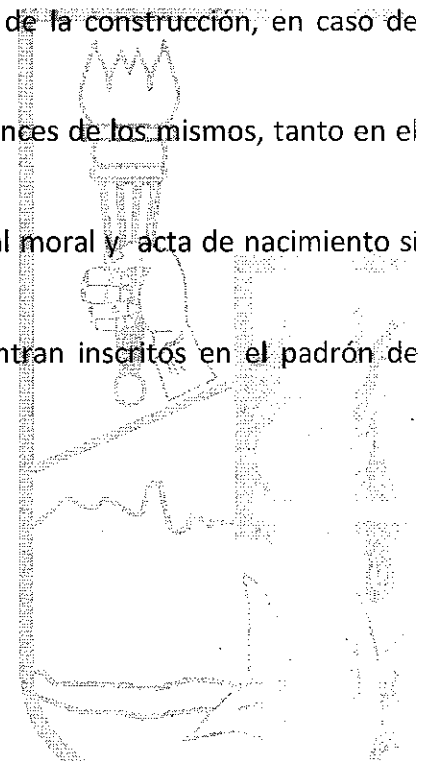 de la construcción, en caso de
nces de los mismos, tanto en el
al moral y acta de nacimiento si
ntran inscritos en el padrón de